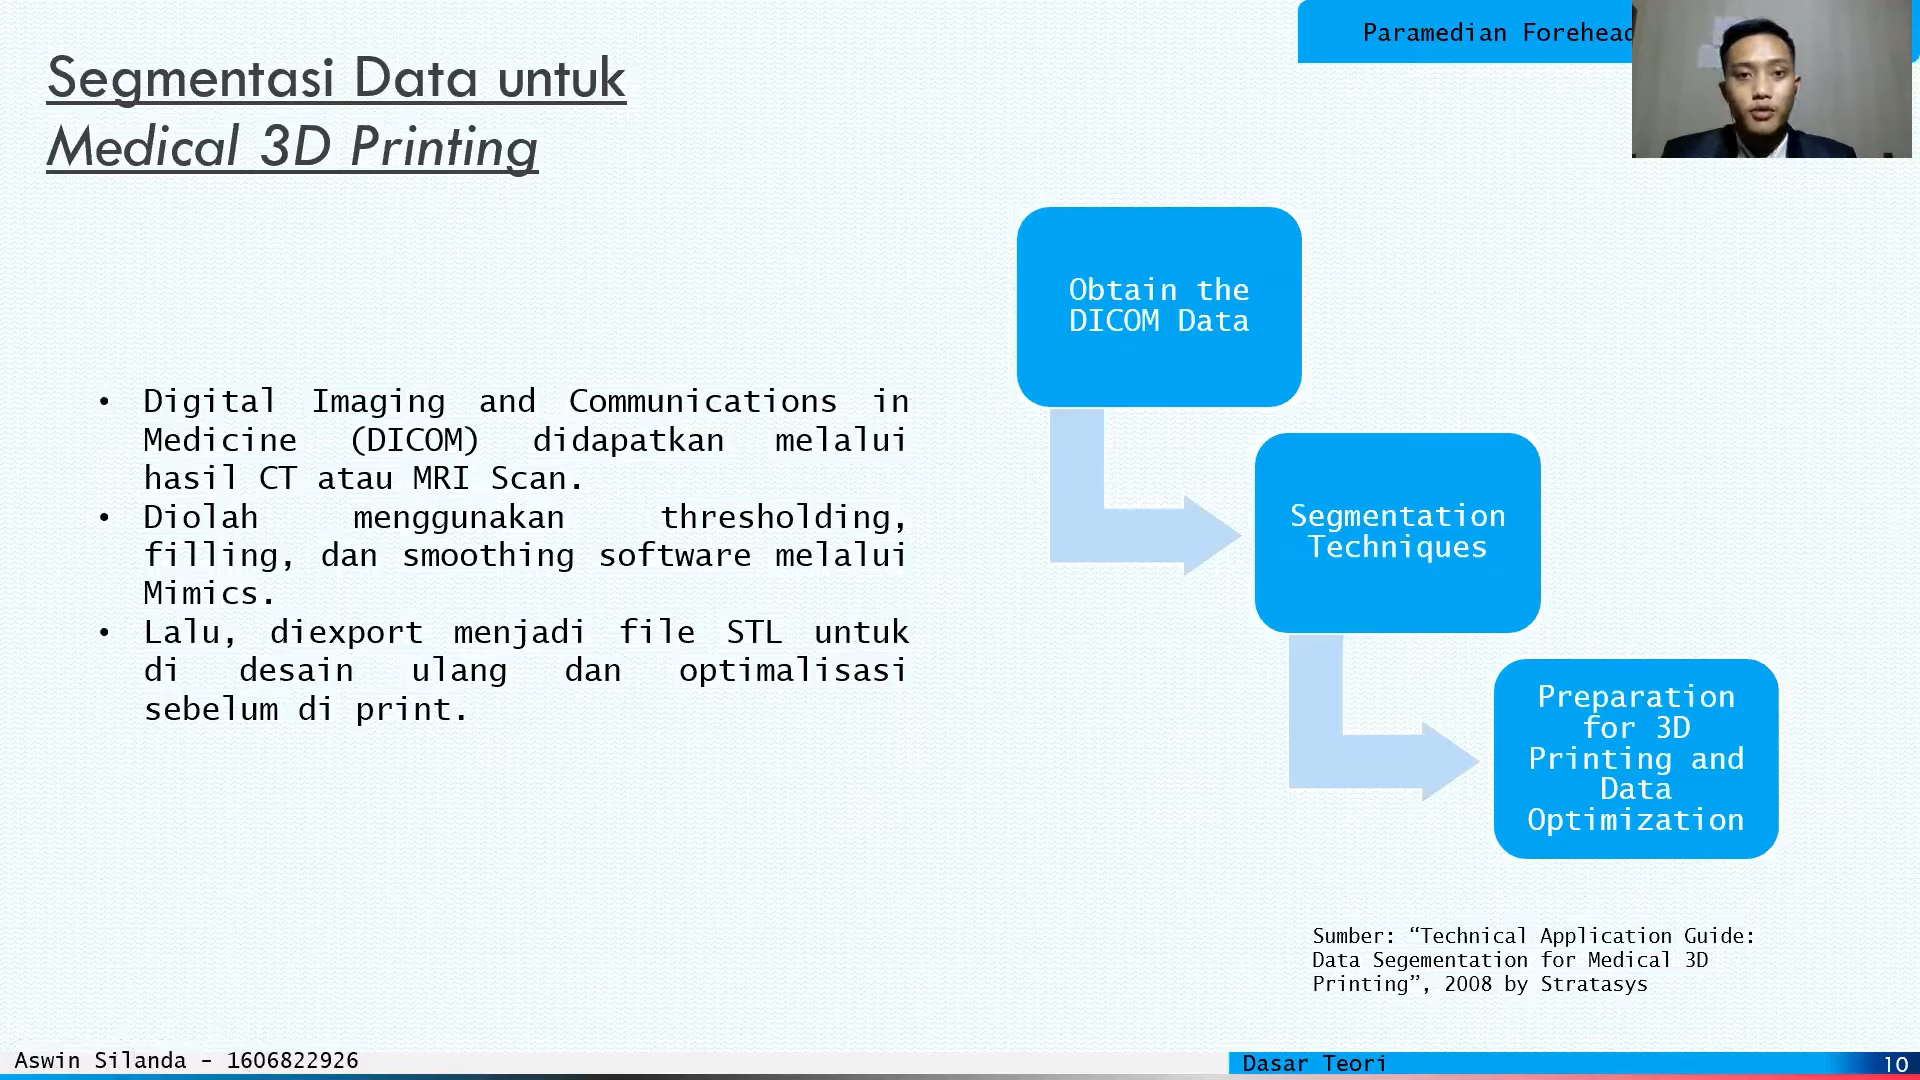 Paramedian Forehead
Segmentasi Data untuk
Medical 3D Printing
• Digital Imaging and Communications in
Medicine (DICOM) didapatkan melalui
hasil CT atau MRI Scan.
• Diolah menggunakan thresholding,
filling, dan smoothing software melalui
Mimics.
• Lalu, diexport menjadi file STL untuk
di desain ulang dan optimalisasi
sebelum di print.
Obtain the
DICOM Data
Segmentation
Techniques
Preparation
for 3D
Printing and
Data
Optimization
Sumber: “Technical Application Guide:
Data Segementation for Medical 3D
Printing”, 2008 by Stratasys
Aswin Silanda - 1606822926
Dasar Teori
10